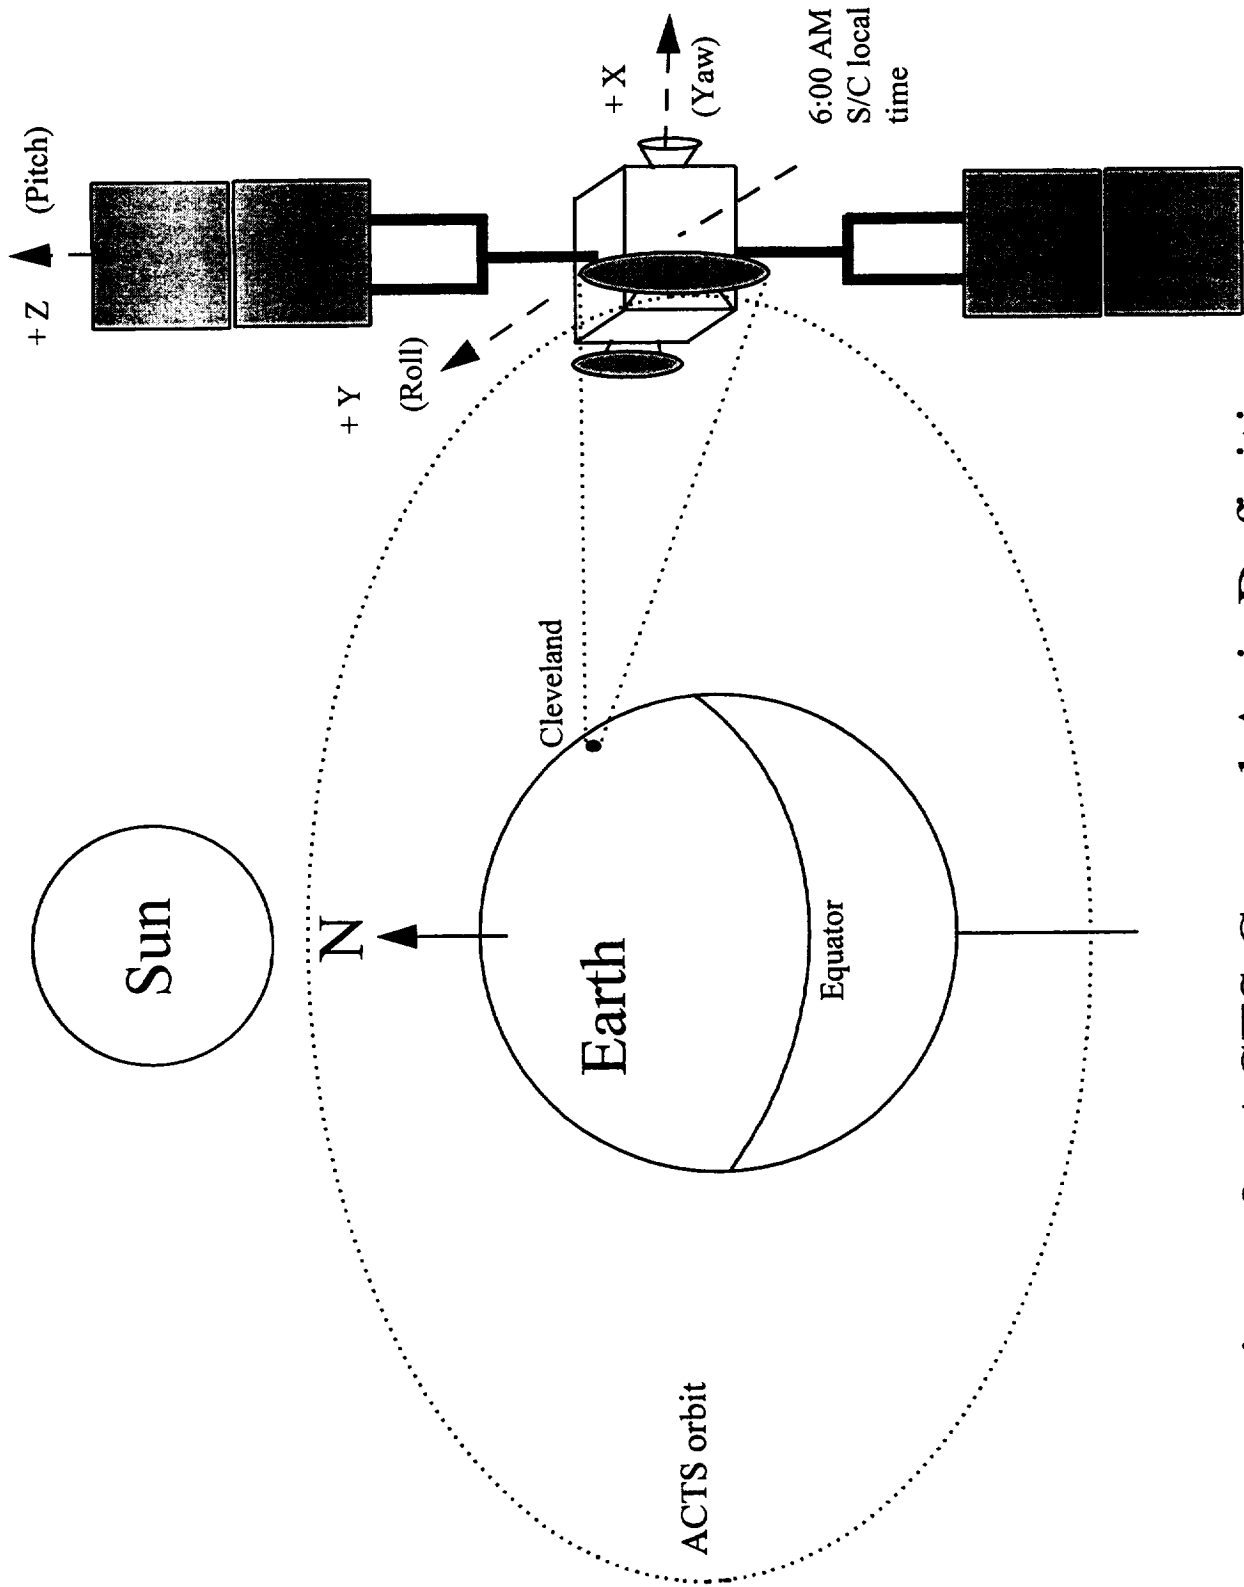 + Z
(Pitch)
+ X
(Yaw)
6:00 AM
S/C local
time
+ Y
(Roll)
Sun
N
Cleveland
Earth
Equator
ACTS orbit